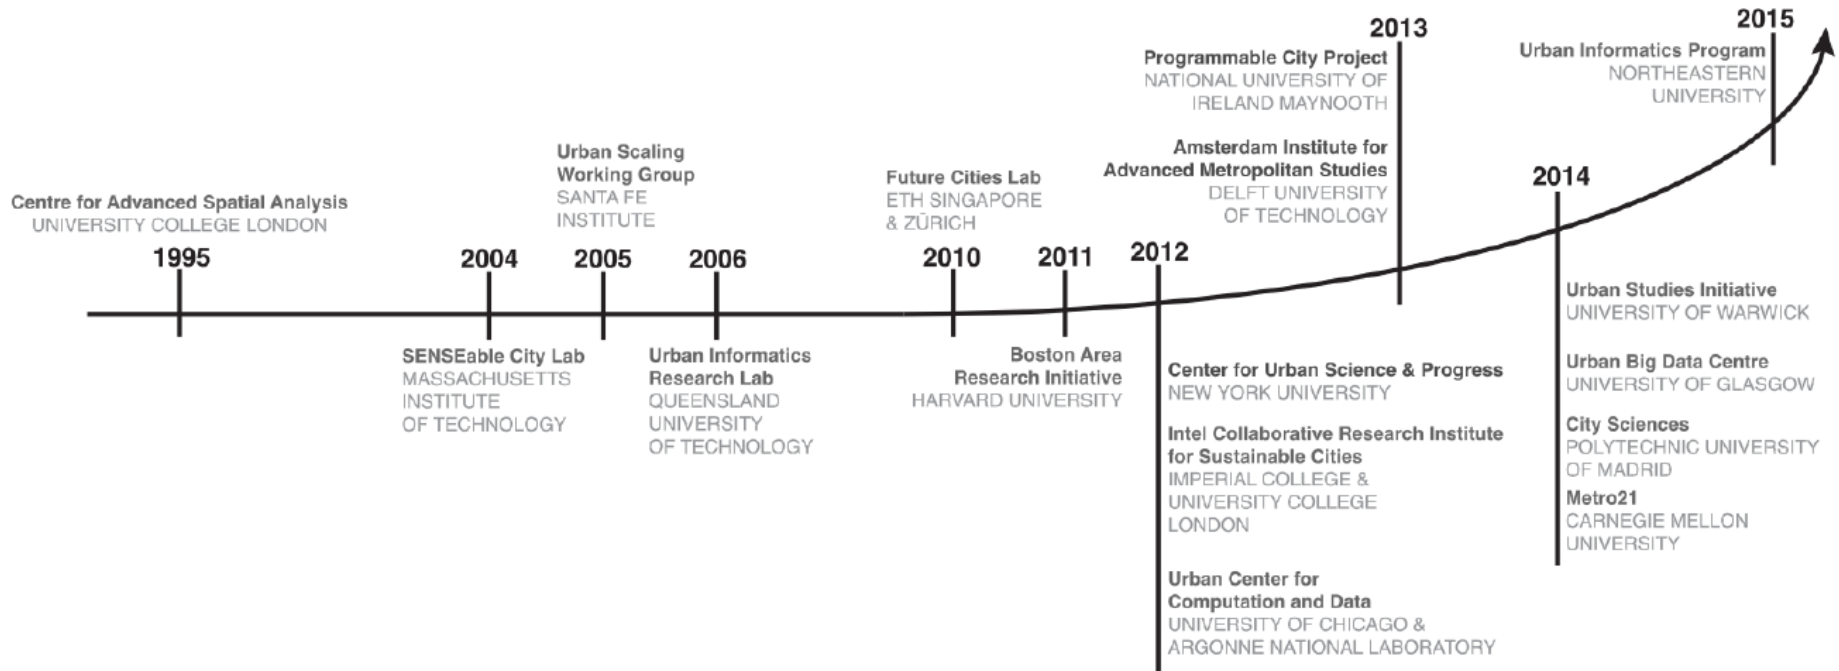 Centre for Advanced Spatial Analysis
UNIVERSITY COLLEGE LONDON
1995
2004
SENSEable City Lab
MASSACHUSETTS
INSTITUTE
OF TECHNOLOGY
Urban Scaling
Working Group
SANTA FE
INSTITUTE
2005
2006
Urban Informatics
Research Lab
QUEENSLAND
UNIVERSITY
OF TECHNOLOGY
Future Cities Lab
ETH SINGAPORE
& ZÜRICH
2010
2011
Boston Area
Research Initiative
HARVARD UNIVERSITY
2012
Center for Urban Science & Progress
NEW YORK UNIVERSITY
Intel Collaborative Research Institute
for Sustainable Cities
IMPERIAL COLLEGE &
UNIVERSITY COLLEGE
LONDON
Urban Center for
Computation and Data
UNIVERSITY OF CHICAGO &
ARGONNE NATIONAL LABORATORY
2013
Programmable City Project
NATIONAL UNIVERSITY OF
IRELAND MAYNOOTH
Amsterdam Institute for
Advanced Metropolitan Studies
DELFT UNIVERSITY
OF TECHNOLOGY
2014
Urban Studies Initiative
UNIVERSITY OF WARWICK
Urban Big Data Centre
UNIVERSITY OF GLASGOW
City Sciences
POLYTECHNIC UNIVERSITY
OF MADRID
Metro21
CARNEGIE MELLON
UNIVERSITY
2015
Urban Informatics Program
NORTHEASTERN
UNIVERSITY